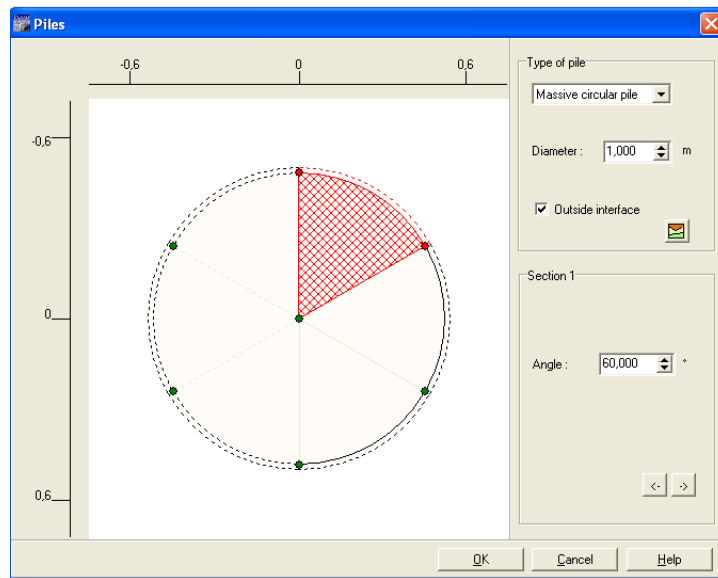 Piles
-0,6 0 0,6
-0,6
0
0,6
Type of pile
Massive circular pile
Diameter : 1,000 m
Outside interface
Section 1
Angle : 60,000 °
<- ->
OK Cancel Help